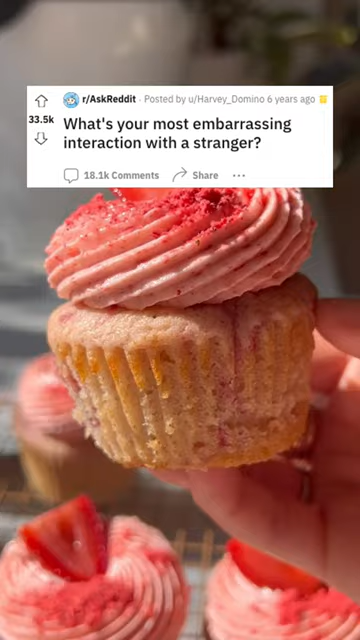 r/AskReddit · Posted by u/Harvey_Domino 6 years ago
33.5k
What's your most embarrassing
interaction with a stranger?
18.1k Comments Share ...